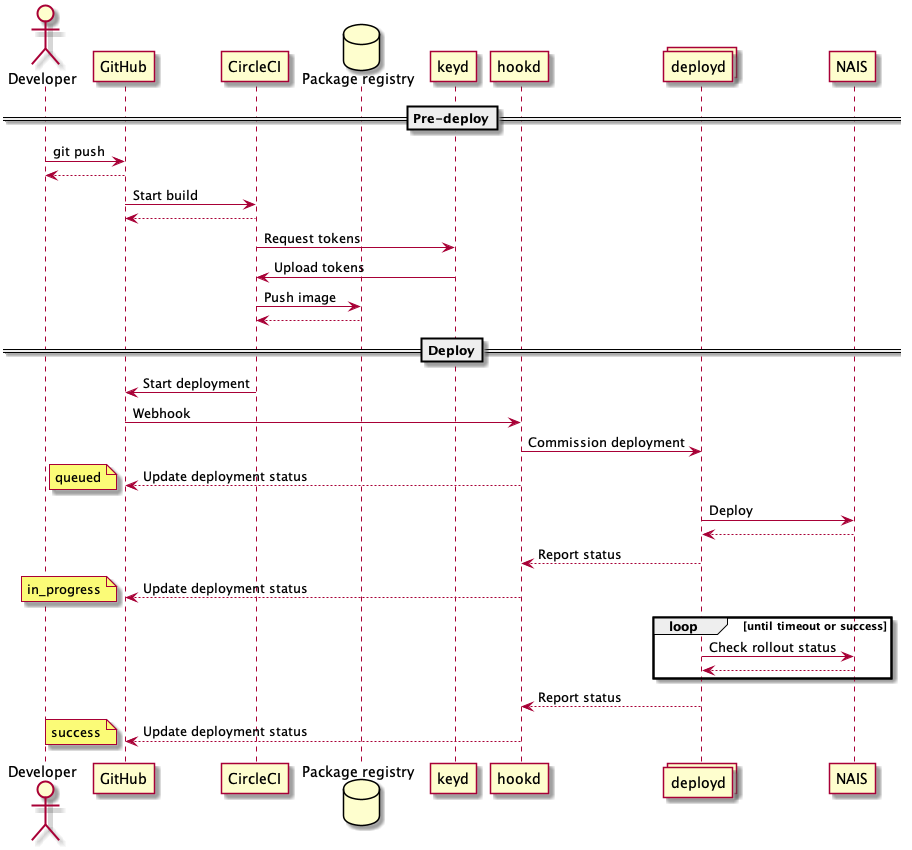 Developer
GitHub
CircleCI
Package registry
keyd
hookd
deployd
NAIS
Pre-deploy
git push
Start build
Request tokens
Upload tokens
Push image
Deploy
Start deployment
Webhook
Commission deployment
queued
Update deployment status
Deploy
Report status
in_progress
Update deployment status
loop
[until timeout or success]
Check rollout status
Report status
success
Update deployment status
Developer
GitHub
CircleCI
Package registry
keyd
hookd
deployd
NAIS